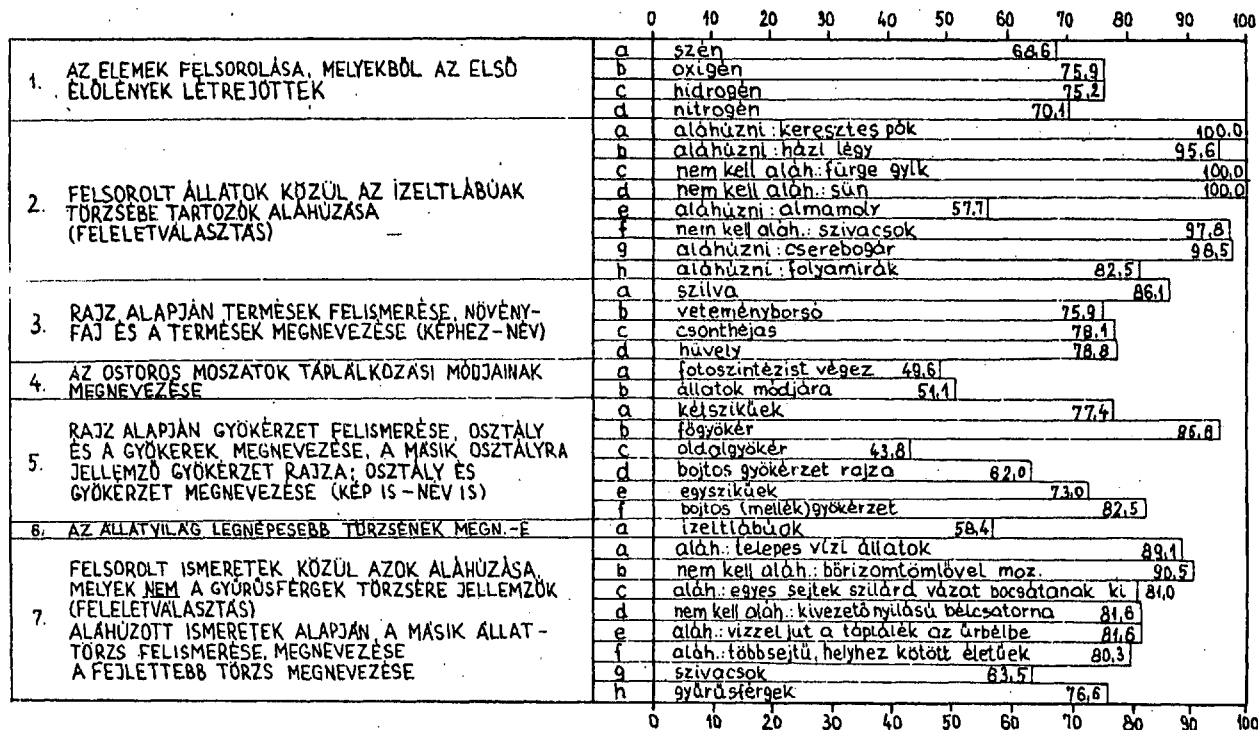 0 10 20 30 40 50 60 70 80 90 100
1. AZ ELEMEK FELSOROLÁSA, MELYEKBŐL AZ ELSŐ
ÉLŐLÉNYEK LÉTREJÖTTEK
a szén 68,6
b oxigén 75,9
c hidrogén 75,2
d nitrogén 70,1
2. FELSOROLT ÁLLATOK KÖZÜL AZ ÍZELTLÁBÚAK
TÖRZSÉBE TARTOZÓK ALÁHÚZÁSA
(FELELETVÁLASZTÁS)
a aláhúzni: keresztes pók 100,0
b aláhúzni: házi légy 95,6
c nem kell aláh.: fürge gyík 100,0
d nem kell aláh.: sün 100,0
e aláhúzni: almamoly 57,7
f nem kell aláh.: szivacsok 97,8
g aláhúzni: cserebogár 98,5
h aláhúzni: folyamirák 82,5
3. RAJZ ALAPJÁN TERMÉSEK FELISMERÉSE, NÖVÉNY-
FAJ ÉS A TERMÉSEK MEGNEVEZÉSE (KÉPHEZ-NÉV)
a szilva 86,1
b veteményborsó 75,9
c csonthéjas 78,1
d hüvely 78,8
4. AZ OSTOROS MOSZATOK TÁPLÁLKOZÁSI MÓDJAINAK
MEGNEVEZÉSE
a fotoszintézist végez 49,6
b állatok módjára 51,1
5. RAJZ ALAPJÁN GYÖKÉRZET FELISMERÉSE, OSZTÁLY
ÉS A GYÖKEREK MEGNEVEZÉSE, A MÁSIK OSZTÁLYRA
JELLEMZŐ GYÖKÉRZET RAJZA; OSZTÁLY ÉS
GYÖKÉRZET MEGNEVEZÉSE (KÉP IS - NÉV IS)
a kétszikűek 77,4
b főgyökér 95,6
c oldalgyökér 43,8
d bojtos gyökérzet rajza 62,0
e egyszikűek 73,0
f bojtos (mellék)gyökérzet 82,5
6. AZ ÁLLATVILÁG LEGNÉPESEBB TÖRZSÉNEK MEGN.-E
a ízeltlábúak 58,4
7. FELSOROLT ISMERETEK KÖZÜL AZOK ALÁHÚZÁSA,
MELYEK NEM A GYŰRŰSFÉRGEK TÖRZSÉRE JELLEMZŐK
(FELELETVÁLASZTÁS)
ALÁHÚZOTT ISMERETEK ALAPJÁN A MÁSIK ÁLLAT-
TÖRZS FELISMERÉSE, MEGNEVEZÉSE
A FEJLETTEBB TÖRZS MEGNEVEZÉSE
a aláh.: telepes vízi állatok 89,1
b nem kell aláh.: bőrizomtömlővel moz. 90,5
c aláh.: egyes sejtek szilárd vázat bocsátanak ki 81,0
d nem kell aláh.: kivezetőnyílású bélcsatorna 81,6
e aláh.: vízzel jut a táplálék az űrbélbe 81,6
f aláh.: többsejtű, helyhez kötött életűek 80,3
g szivacsok 63,5
h gyűrűsférgek 76,6
0 10 20 30 40 50 60 70 80 90 100